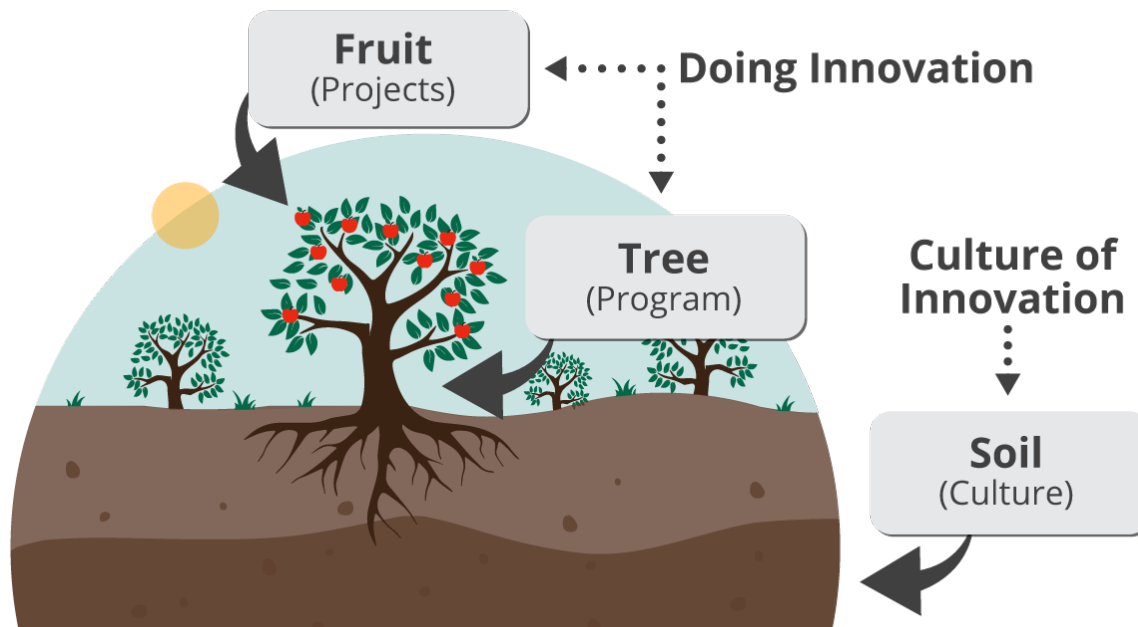 Fruit
(Projects)
Doing Innovation
Tree
(Program)
Culture of
Innovation
Soil
(Culture)